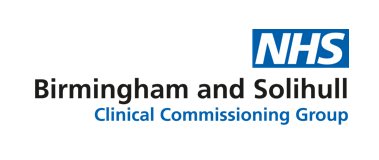 NHS
Birmingham and Solihull
Clinical Commissioning Group